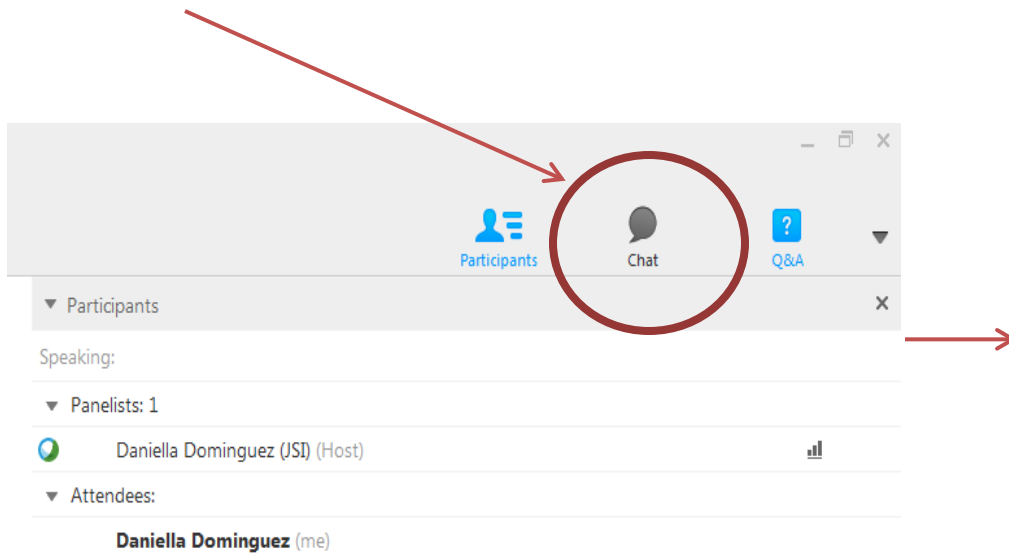 Participants Chat Q&A
Participants
Speaking:
Panelists: 1
Daniella Dominguez (JSI) (Host)
Attendees:
Daniella Dominguez (me)